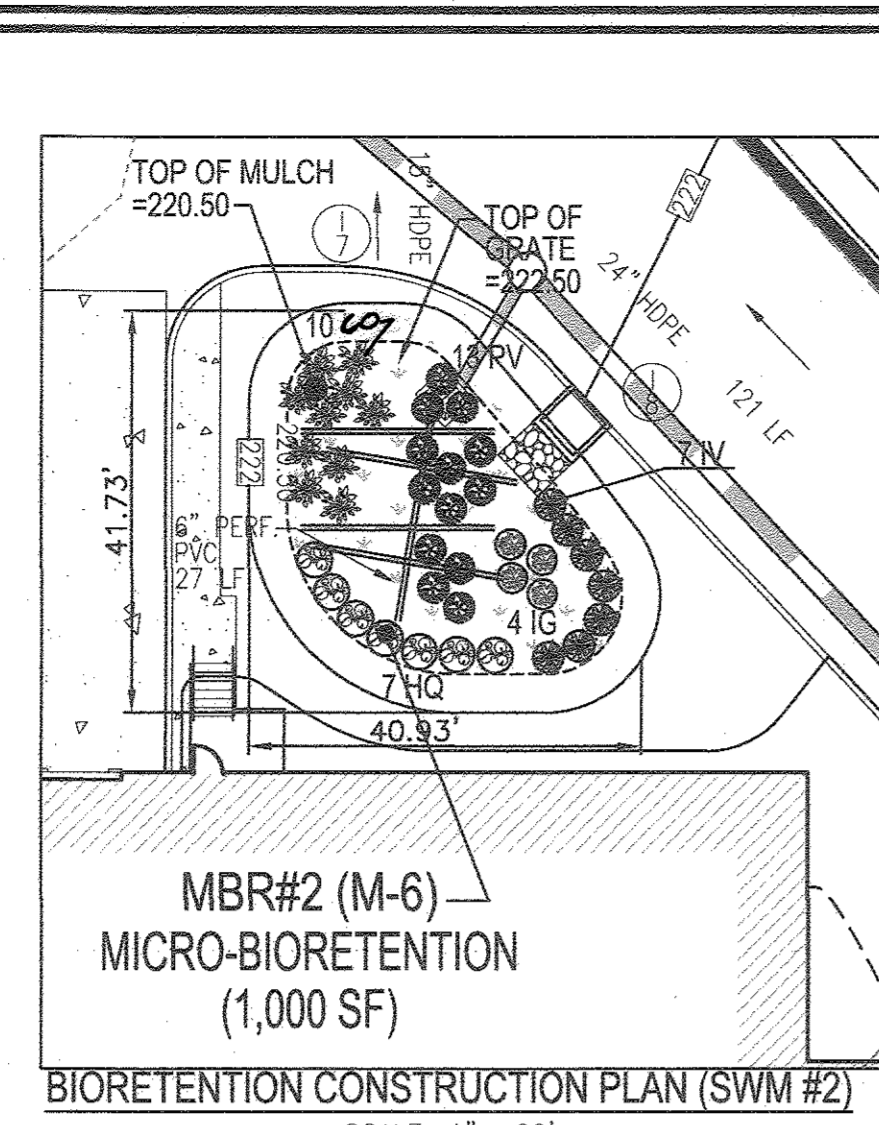 TOP OF MULCH
=220.50
I
7
18" HDPE
TOP OF
GRATE
=222.50
222
24" HDPE
I
8
121 LF
10
13 PV
7 IV
222
220.50
41.73'
6" PERF.
PVC
27 LF
4 IG
7 HQ
40.93'
MBR#2 (M-6)
MICRO-BIORETENTION
(1,000 SF)
BIORETENTION CONSTRUCTION PLAN (SWM #2)